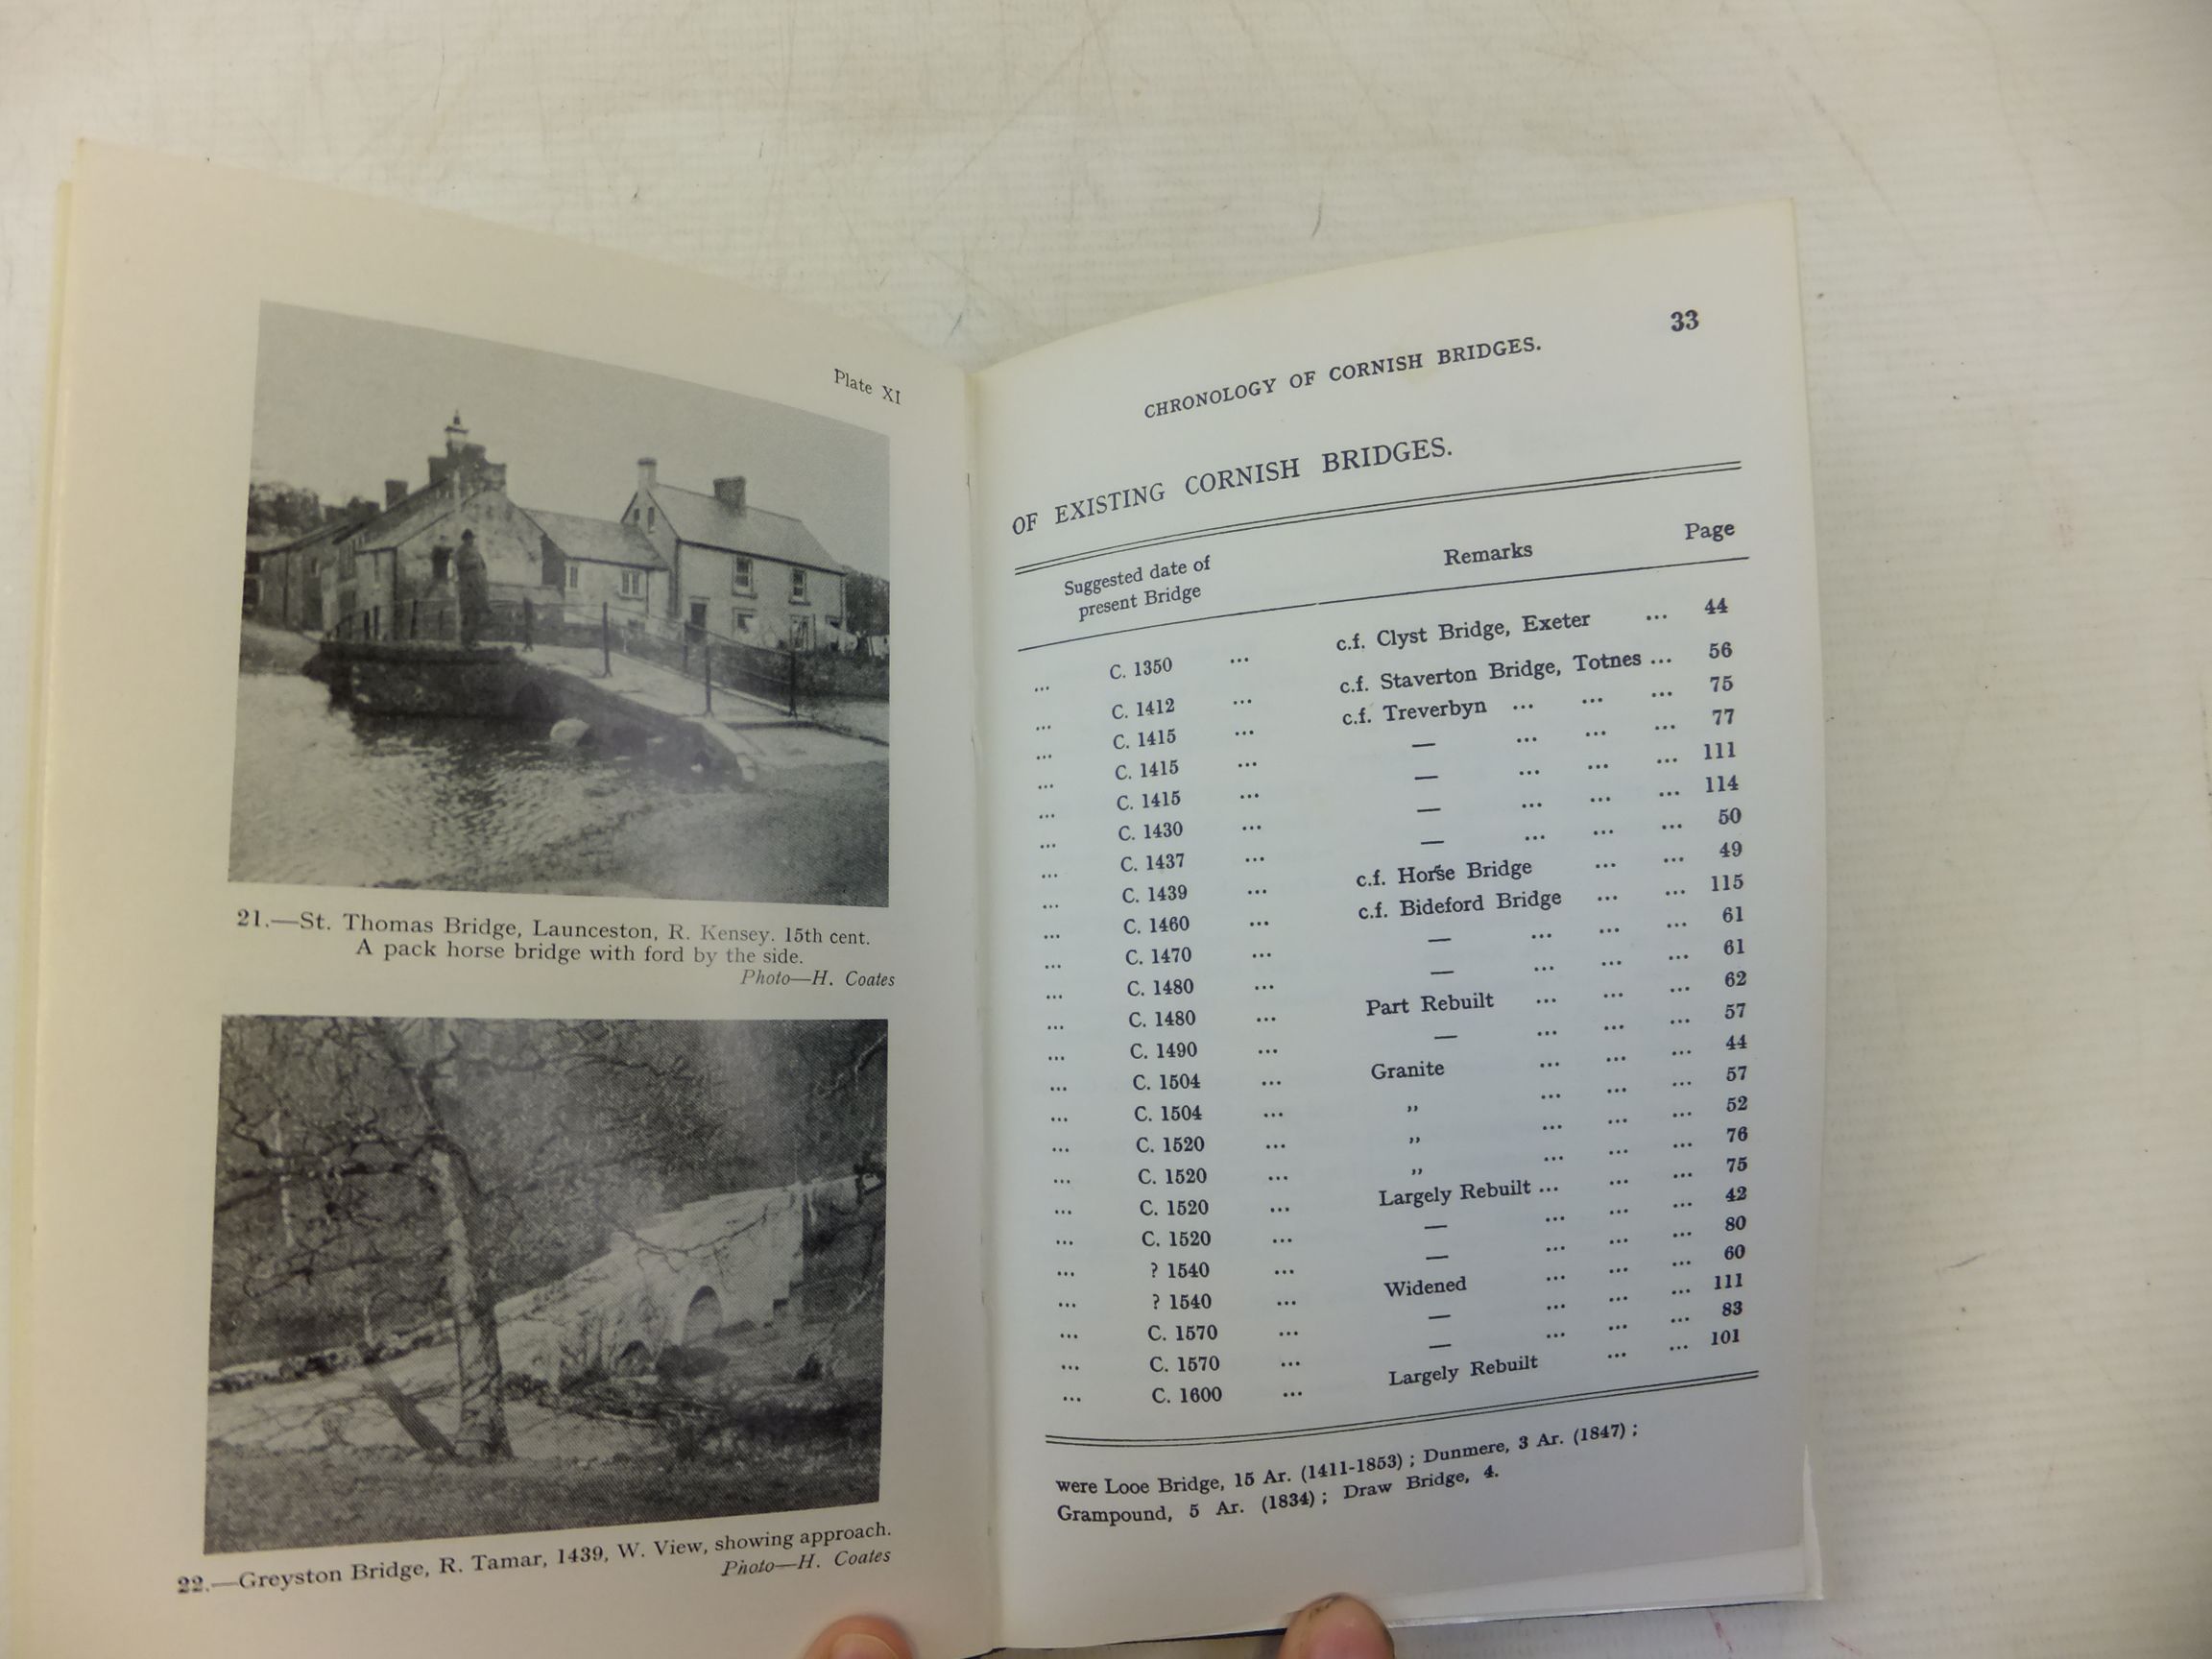 Plate XI
21.—St. Thomas Bridge, Launceston, R. Kensey. 15th cent.
A pack horse bridge with ford by the side.
Photo—H. Coates
22.—Greyston Bridge, R. Tamar, 1439, W. View, showing approach.
Photo—H. Coates
33
CHRONOLOGY OF CORNISH BRIDGES.
OF EXISTING CORNISH BRIDGES.
Suggested date of present Bridge Remarks Page
... C. 1350 ... c.f. Clyst Bridge, Exeter ... 44
... C. 1412 ... c.f. Staverton Bridge, Totnes ... 56
... C. 1415 ... c.f. Treverbyn ... ... ... 75
... C. 1415 ... — ... ... ... 77
... C. 1415 ... — ... ... ... 111
... C. 1430 ... — ... ... ... 114
... C. 1437 ... — ... ... ... 50
... C. 1439 ... c.f. Horse Bridge ... ... 49
... C. 1460 ... c.f. Bideford Bridge ... ... 115
... C. 1470 ... — ... ... ... 61
... C. 1480 ... — ... ... ... 61
... C. 1480 ... Part Rebuilt ... ... ... 62
... C. 1490 ... — ... ... ... 57
... C. 1504 ... Granite ... ... ... 44
... C. 1504 ... ,, ... ... ... 57
... C. 1520 ... ,, ... ... ... 52
... C. 1520 ... ,, ... ... ... 76
... C. 1520 ... Largely Rebuilt ... ... ... 75
... C. 1520 ... — ... ... ... 42
... ? 1540 ... — ... ... ... 80
... ? 1540 ... Widened ... ... ... 60
... C. 1570 ... — ... ... ... 111
... C. 1570 ... — ... ... ... 83
... C. 1600 ... Largely Rebuilt ... ... 101
were Looe Bridge, 15 Ar. (1411-1853) ; Dunmere, 3 Ar. (1847) ;
Grampound, 5 Ar. (1834) ; Draw Bridge, 4.